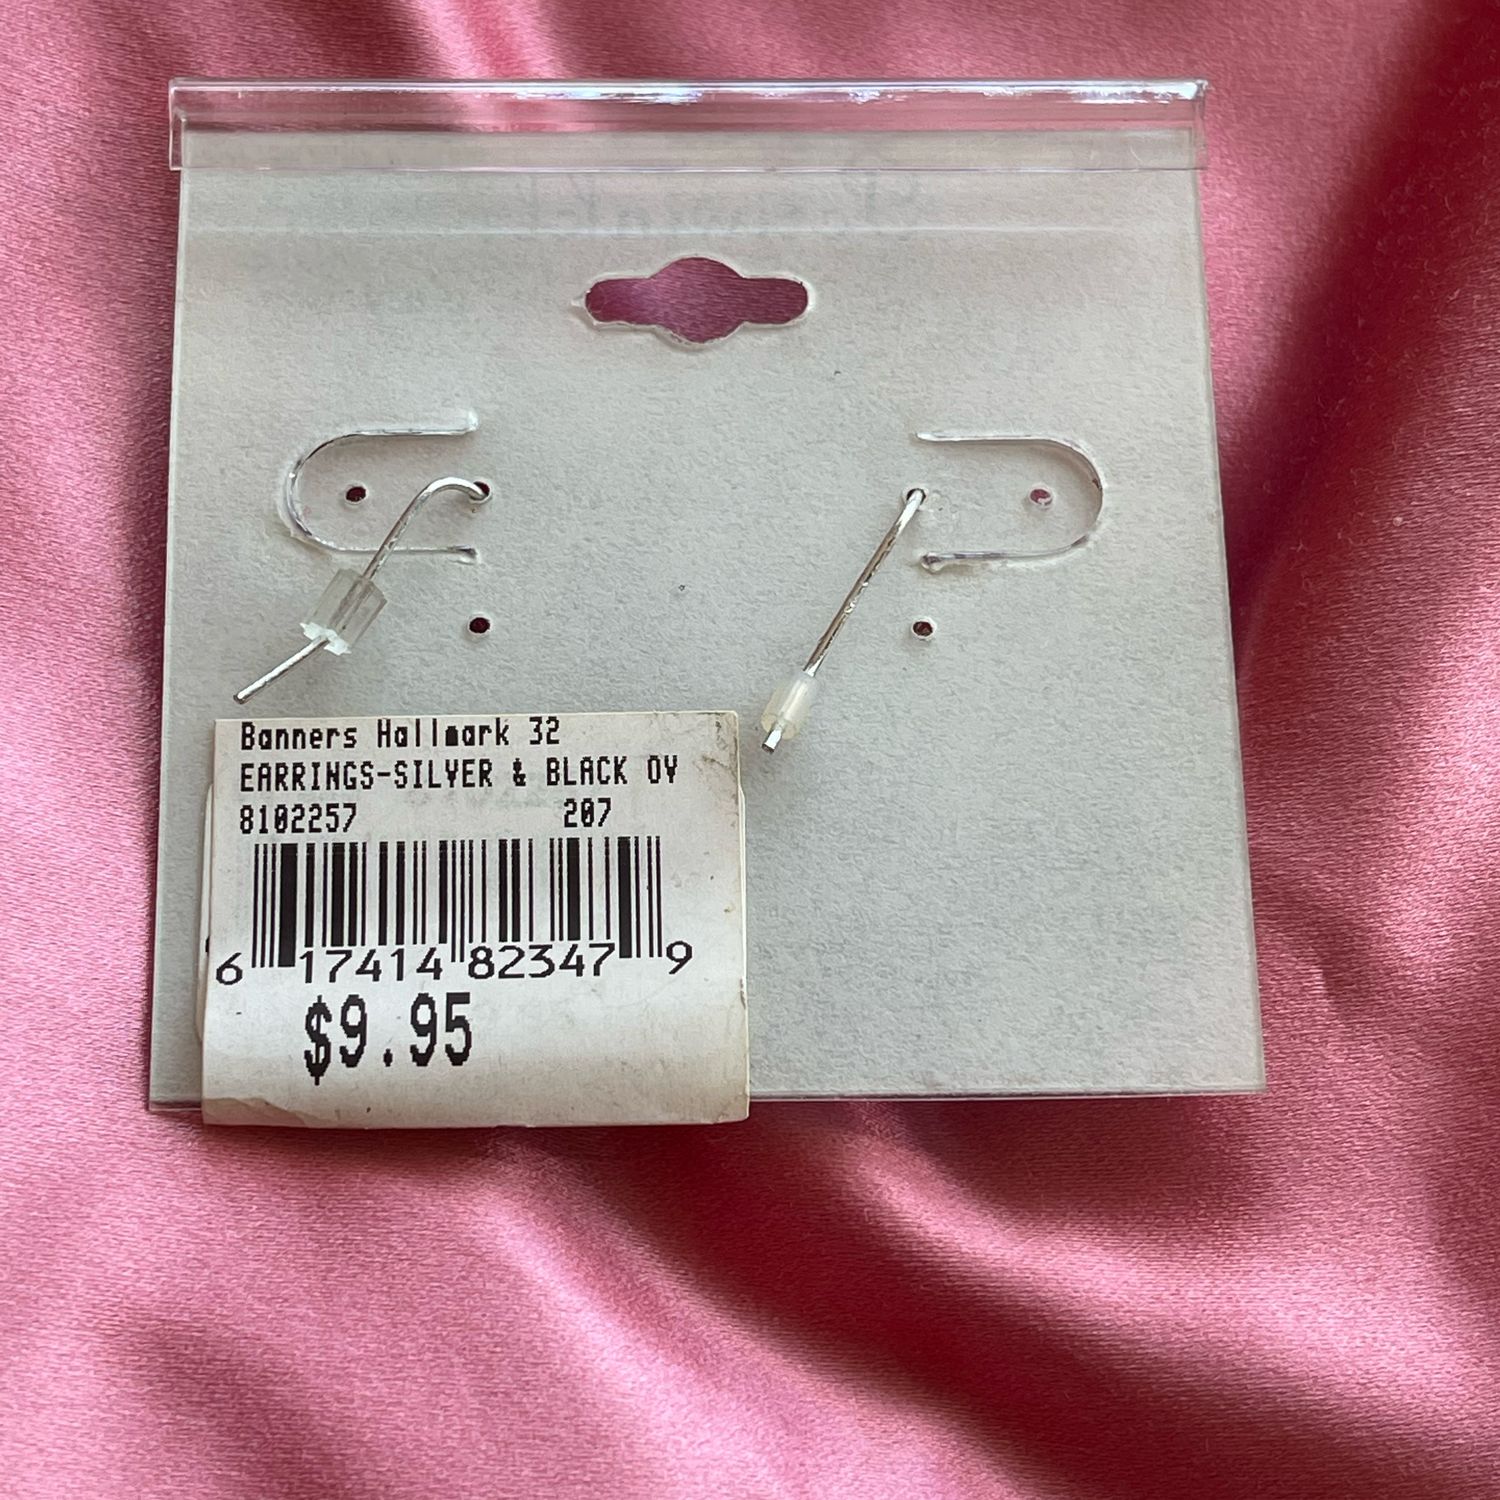 Banners Hallmark 32
EARRINGS-SILVER & BLACK OV
8102257 207
6 17414 82347 9
$9.95